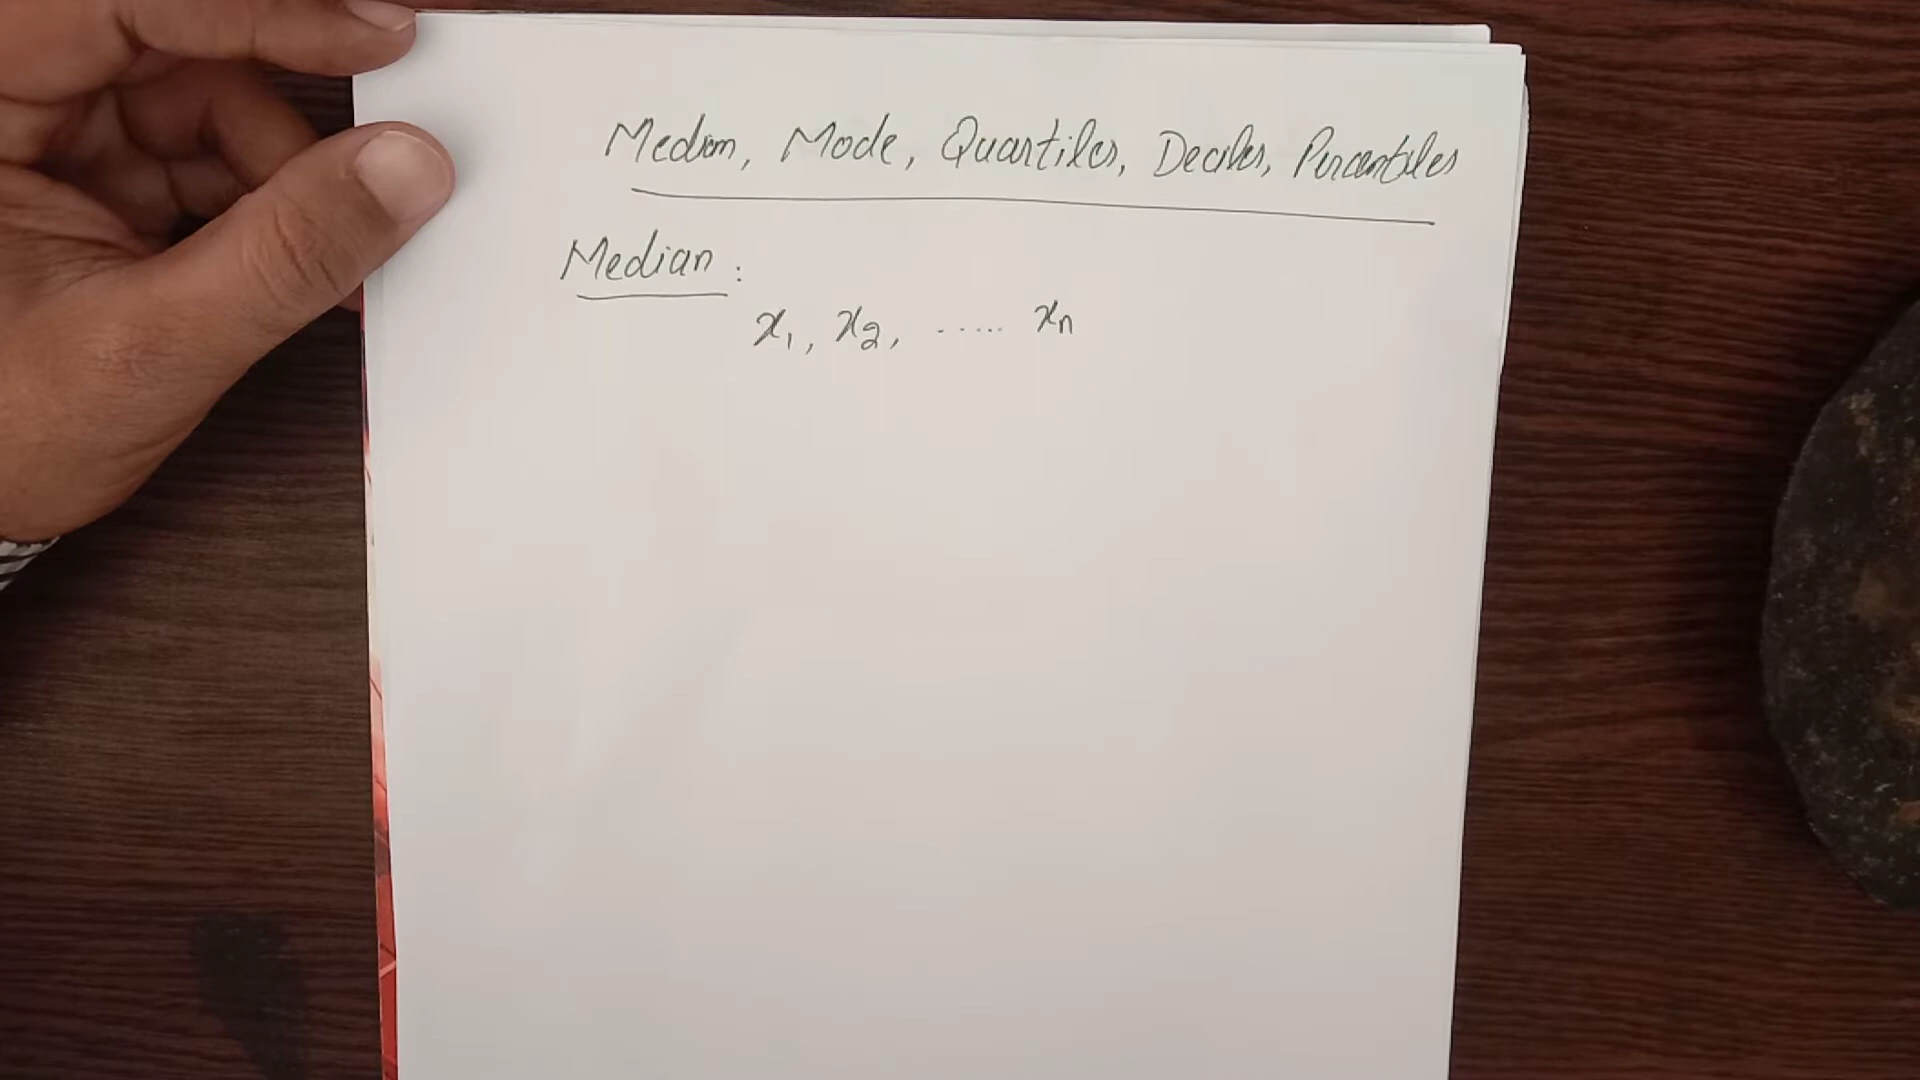 Median, Mode, Quartiles, Deciles, Percentiles
Median :
x₁, x₂, ..... xₙ